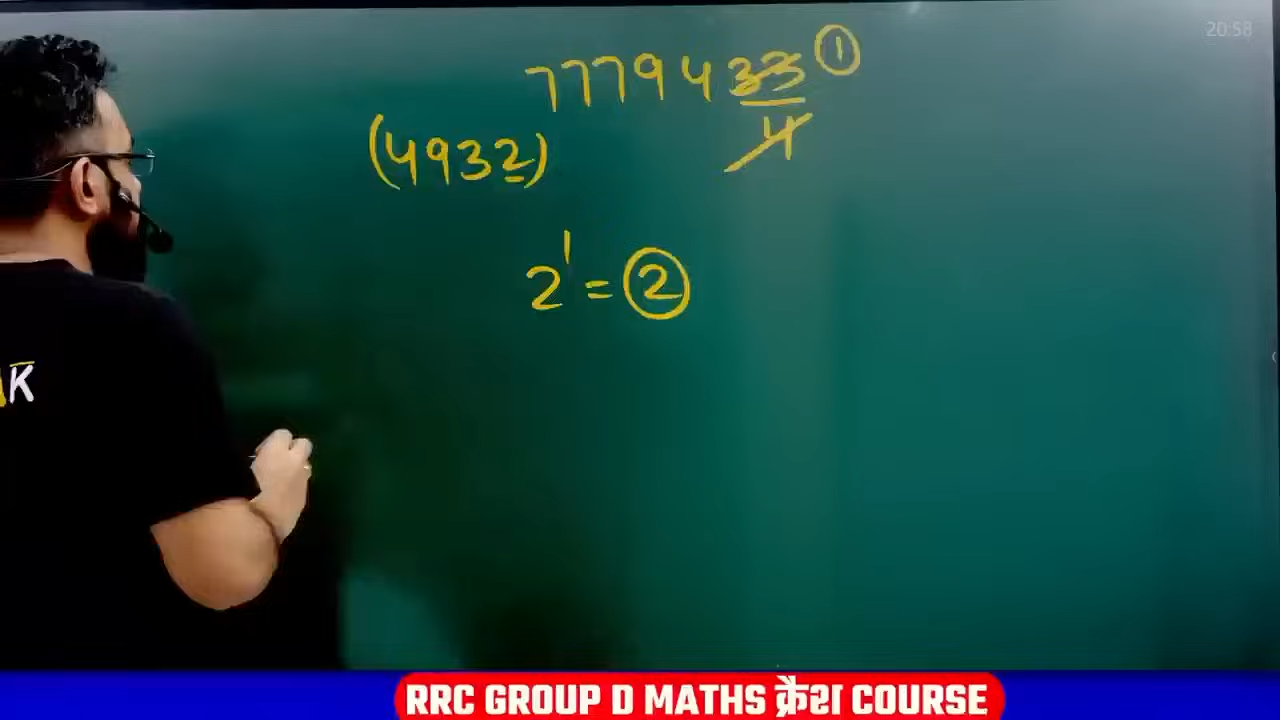 20:58
7779433 ①
4
(4932)
2¹ = ②
K
RRC GROUP D MATHS क्रैश COURSE